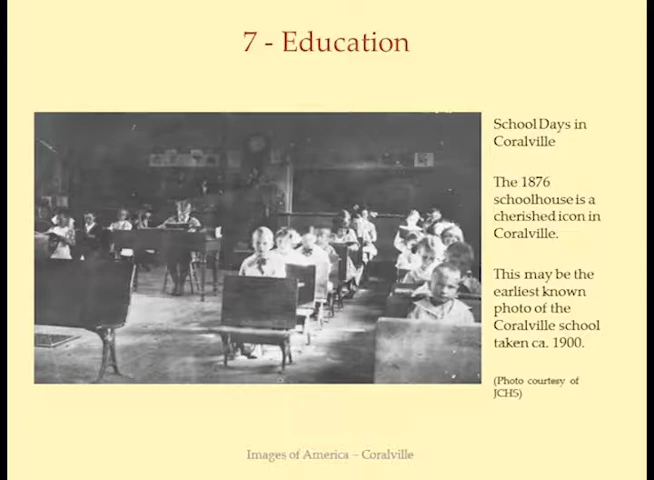 7 - Education
School Days in
Coralville
The 1876
schoolhouse is a
cherished icon in
Coralville.
This may be the
earliest known
photo of the
Coralville school
taken ca. 1900.
(Photo courtesy of
JCHS)
Images of America – Coralville